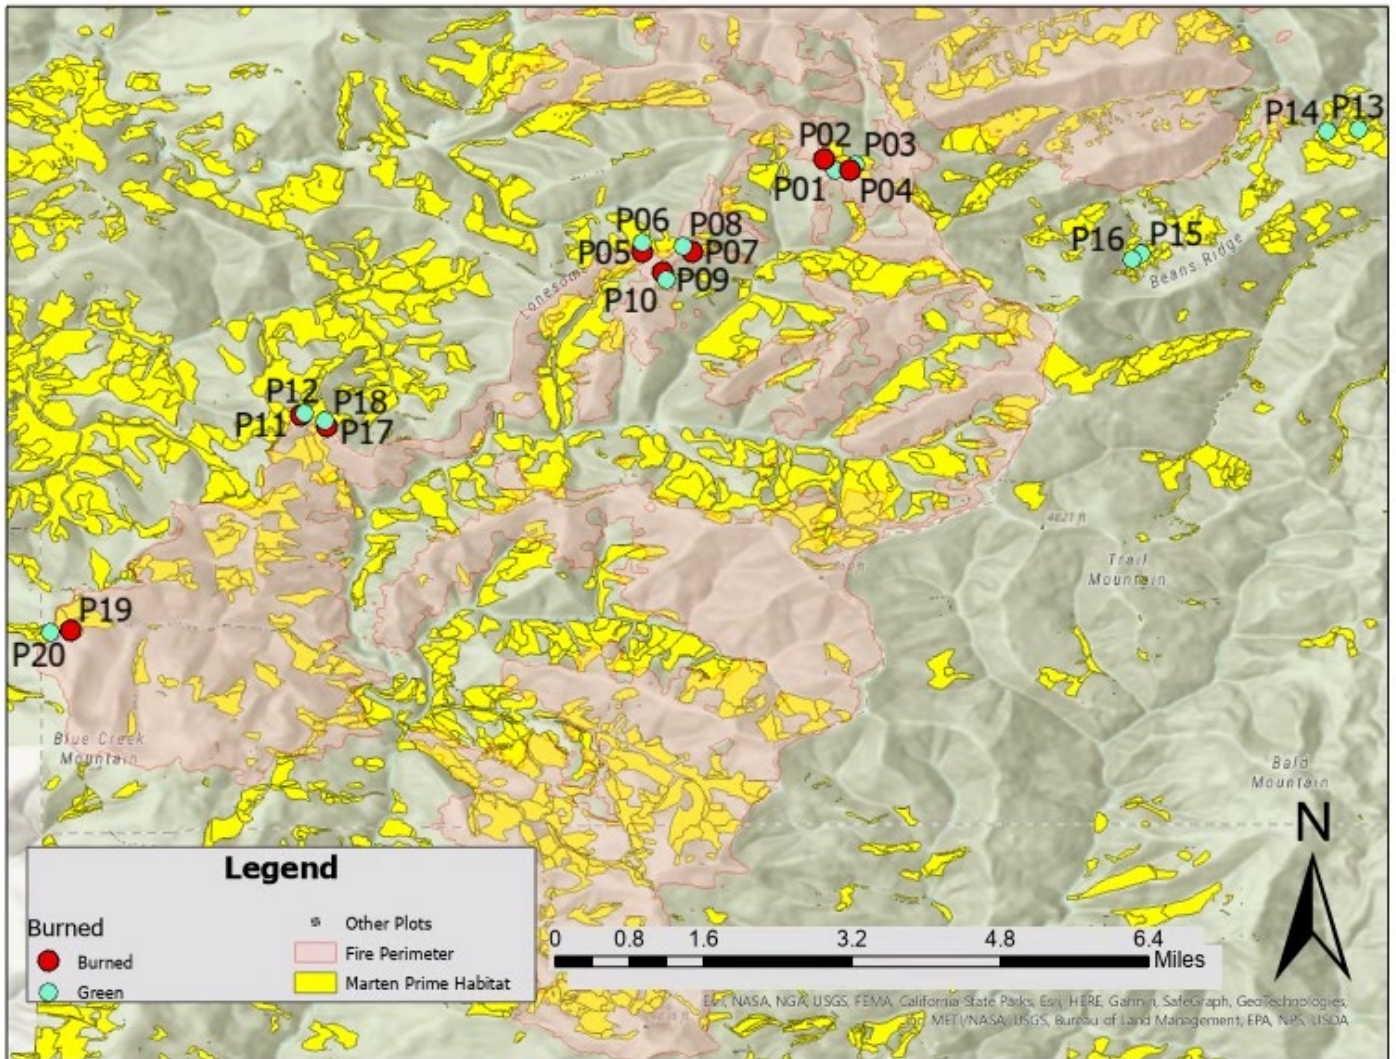 P14 P13
P02
P03
P01
P04
P06
P08
P05
P07
P09
P10
P16
P15
Beans Ridge
Lonesome
P12
P18
P11
P17
4821 ft
Trail
Mountain
P19
P20
Blue Creek
Mountain
Bald
Mountain
N
Legend
Burned
Burned
Green
Other Plots
Fire Perimeter
Marten Prime Habitat
0 0.8 1.6 3.2 4.8 6.4
Miles
Esri, NASA, NGA, USGS, FEMA, California State Parks, Esri, HERE, Garmin, SafeGraph, GeoTechnologies,
Inc, METI/NASA, USGS, Bureau of Land Management, EPA, NPS, USDA